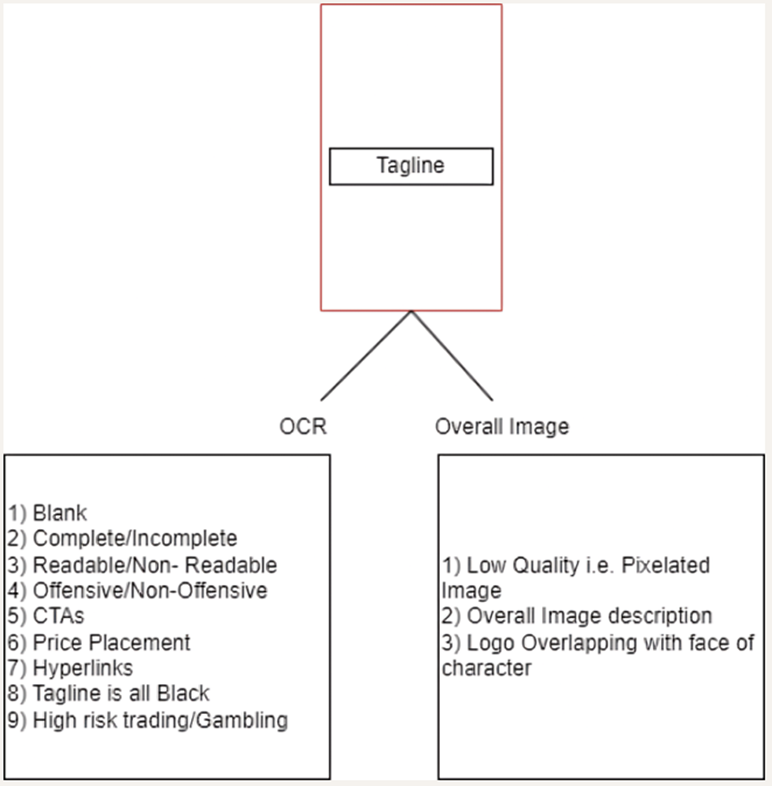 Tagline
OCR
Overall Image
1) Blank
2) Complete/Incomplete
3) Readable/Non- Readable
4) Offensive/Non-Offensive
5) CTAs
6) Price Placement
7) Hyperlinks
8) Tagline is all Black
9) High risk trading/Gambling
1) Low Quality i.e. Pixelated
Image
2) Overall Image description
3) Logo Overlapping with face of
character